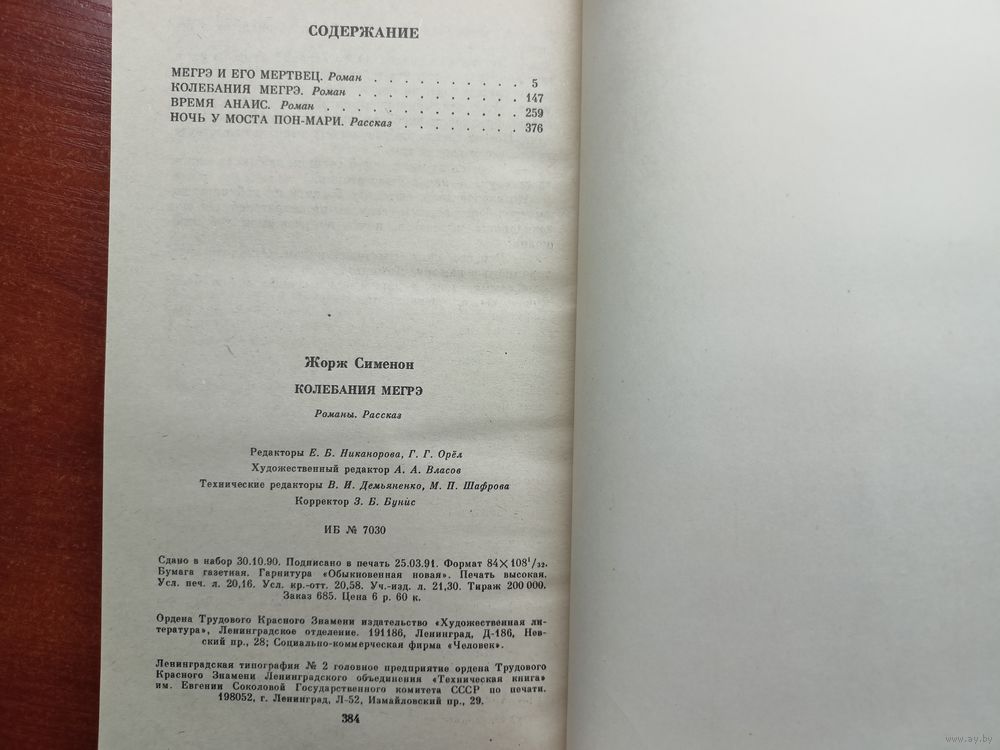 СОДЕРЖАНИЕ
МЕГРЭ И ЕГО МЕРТВЕЦ. Роман . . . . . . . . . . 5
КОЛЕБАНИЯ МЕГРЭ. Роман . . . . . . . . . . . 147
ВРЕМЯ АНАИС. Роман . . . . . . . . . . . . . 259
НОЧЬ У МОСТА ПОН-МАРИ. Рассказ . . . . . . . . 376
Жорж Сименон
КОЛЕБАНИЯ МЕГРЭ
Романы. Рассказ
Редакторы Е. Б. Никанорова, Г. Г. Орёл
Художественный редактор А. А. Власов
Технические редакторы В. И. Демьяненко, М. П. Шафрова
Корректор З. Б. Бунис
ИБ № 7030
Сдано в набор 30.10.90. Подписано в печать 25.03.91. Формат 84×108¹/₃₂.
Бумага газетная. Гарнитура «Обыкновенная новая». Печать высокая.
Усл. печ. л. 20,16. Усл. кр.-отт. 20,58. Уч.-изд. л. 21,30. Тираж 200 000.
Заказ 685. Цена 6 р. 60 к.
Ордена Трудового Красного Знамени издательство «Художественная ли-
тература», Ленинградское отделение. 191186, Ленинград, Д-186, Нев-
ский пр., 28; Социально-коммерческая фирма «Человек».
Ленинградская типография № 2 головное предприятие ордена Трудового
Красного Знамени Ленинградского объединения «Техническая книга»
им. Евгении Соколовой Государственного комитета СССР по печати.
198052, г. Ленинград, Л-52, Измайловский пр., 29.
384
www.ay.by